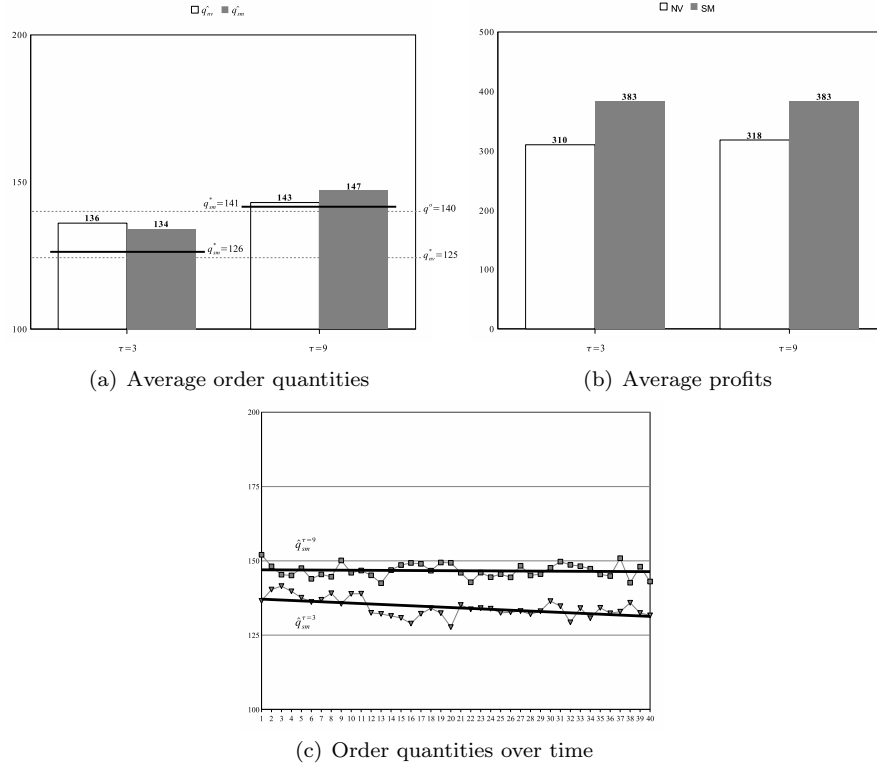 q̂*nv q̂*sm
200
150
100
136
134
143
147
q*sm=141
q*sm=126
q°=140
q*nv=125
τ=3
τ=9
(a) Average order quantities
NV SM
500
400
300
200
100
0
310
383
318
383
τ=3
τ=9
(b) Average profits
200
175
150
125
100
q̂sm τ=9
q̂sm τ=3
1 2 3 4 5 6 7 8 9 10 11 12 13 14 15 16 17 18 19 20 21 22 23 24 25 26 27 28 29 30 31 32 33 34 35 36 37 38 39 40
(c) Order quantities over time